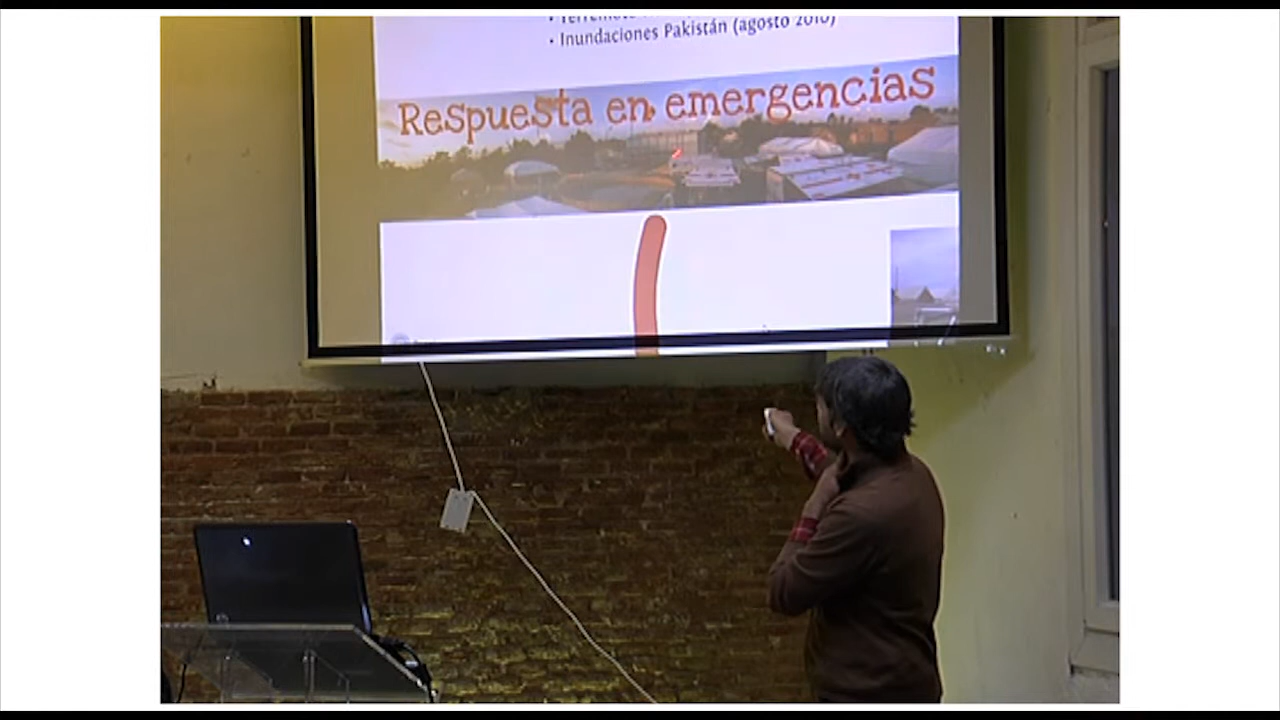 • Inundaciones Pakistán (agosto 2010)
Respuesta en emergencias